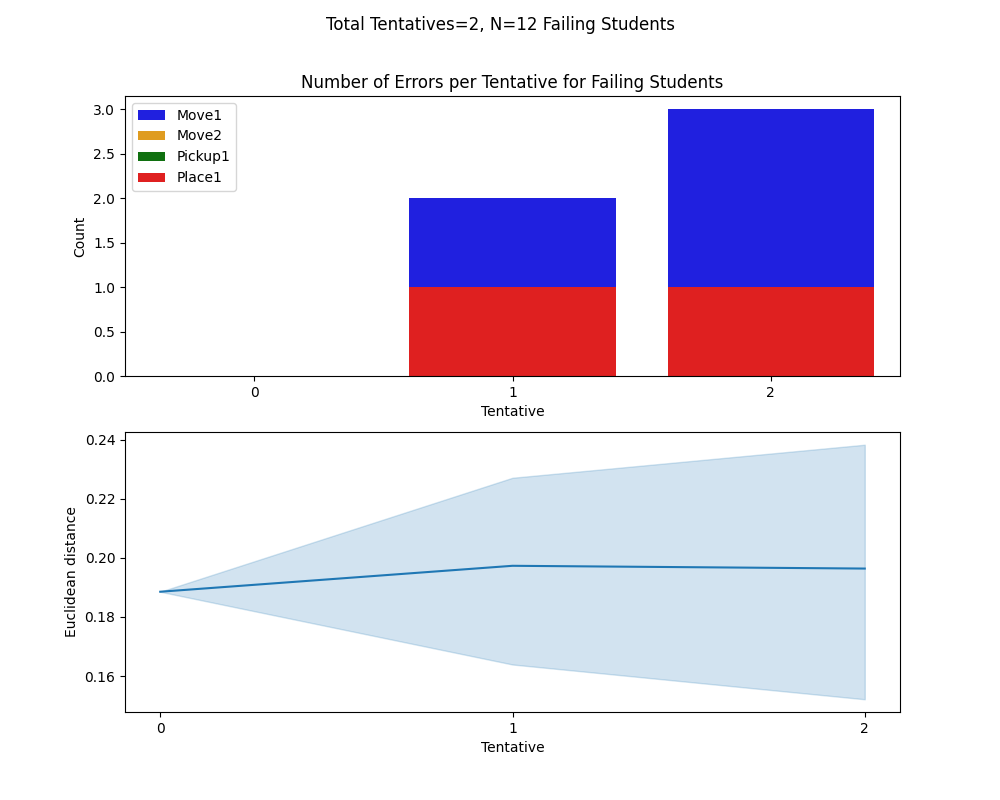 Total Tentatives=2, N=12 Failing Students
Number of Errors per Tentative for Failing Students
Move1
Move2
Pickup1
Place1
Count
3.0
2.5
2.0
1.5
1.0
0.5
0.0
0 1 2
Tentative
Euclidean distance
0.24
0.22
0.20
0.18
0.16
0 1 2
Tentative